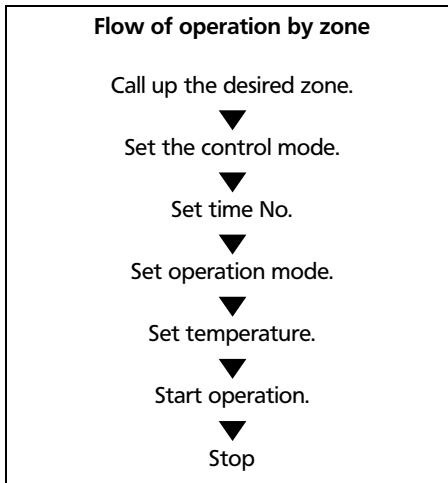 Flow of operation by zone
Call up the desired zone.
Set the control mode.
Set time No.
Set operation mode.
Set temperature.
Start operation.
Stop